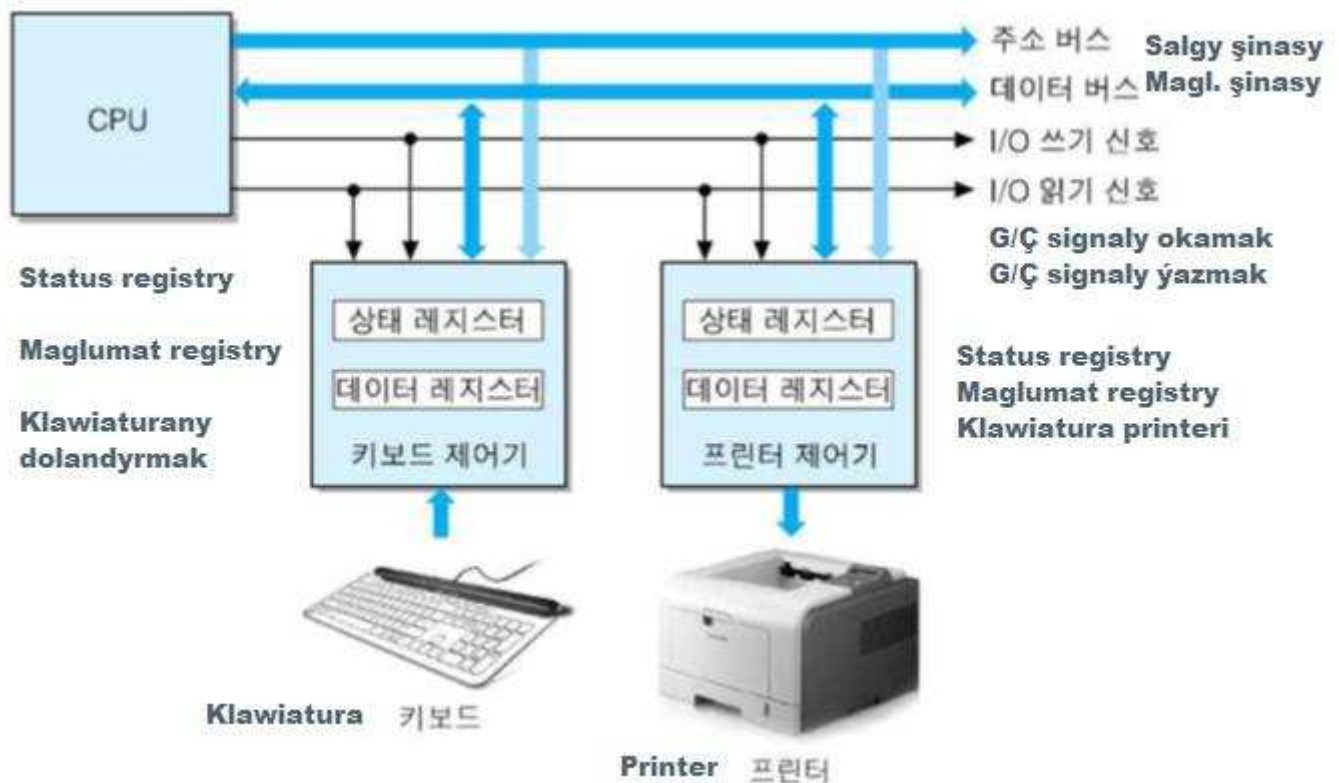 CPU
주소 버스 Salgy şinasy
데이터 버스 Magl. şinasy
I/O 쓰기 신호
I/O 읽기 신호
G/Ç signaly okamak
G/Ç signaly ýazmak
Status registry
Maglumat registry
Klawiaturany
dolandyrmak
상태 레지스터
데이터 레지스터
키보드 제어기
상태 레지스터
데이터 레지스터
프린터 제어기
Status registry
Maglumat registry
Klawiatura printeri
Klawiatura 키보드
Printer 프린터